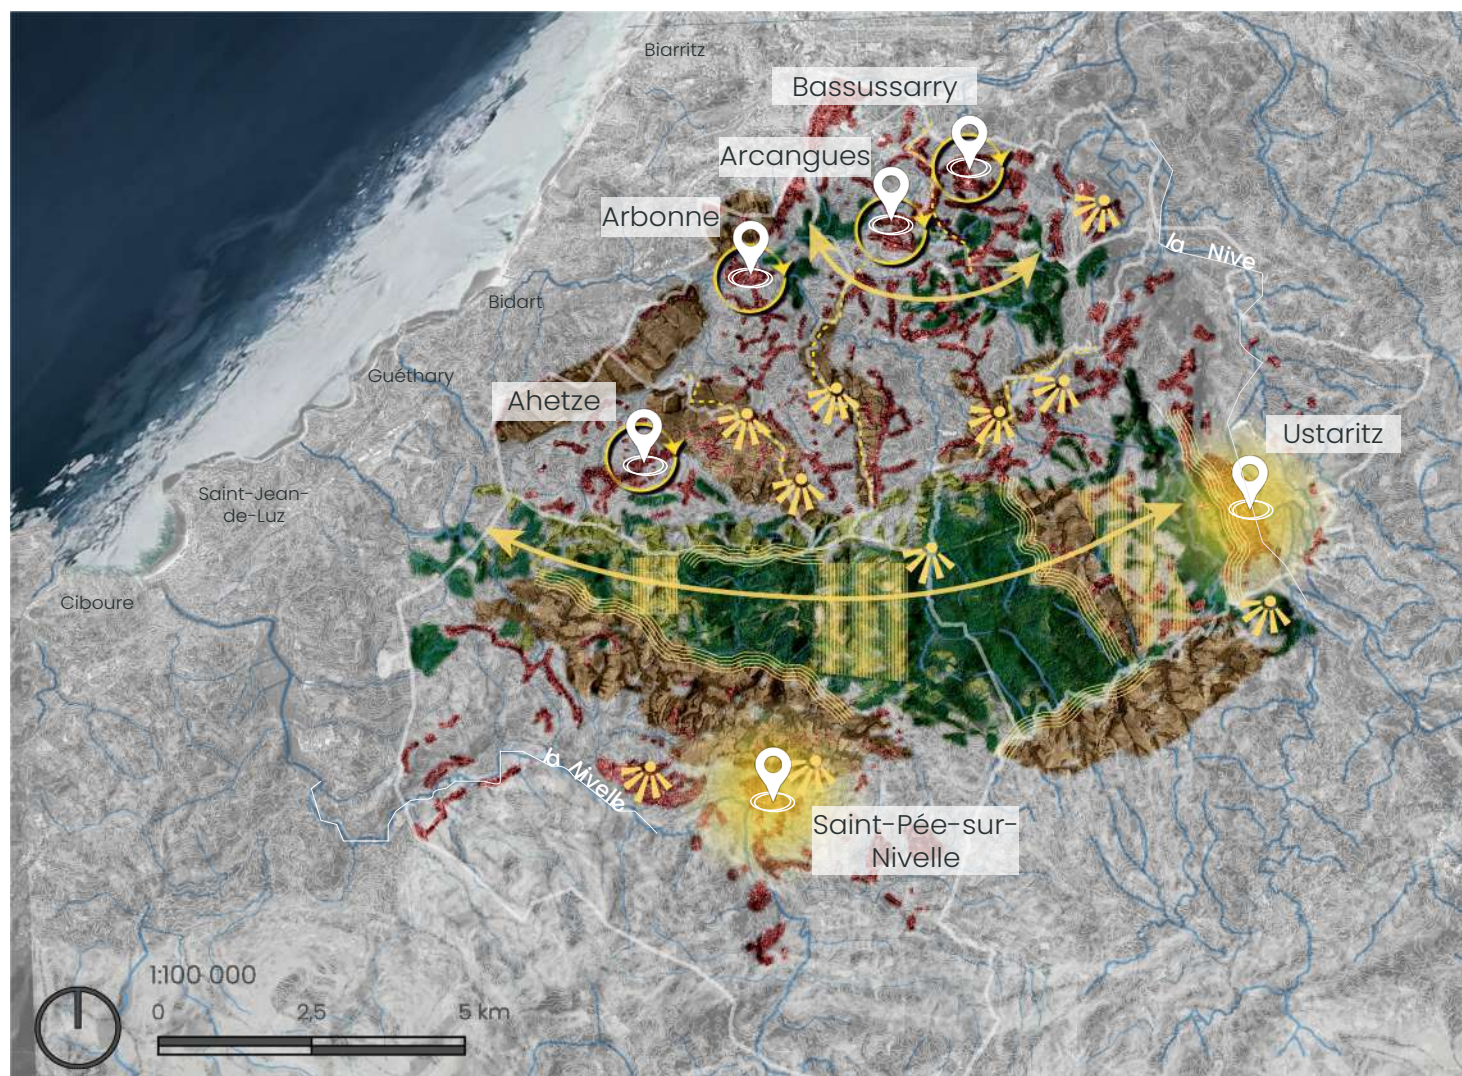 Biarritz
Bassussarry
Arcangues
Arbonne
la Nive
Bidart
Guéthary
Ahetze
Ustaritz
Saint-Jean-
de-Luz
Ciboure
la Nivelle
Saint-Pée-sur-
Nivelle
1:100 000
0 2,5 5 km